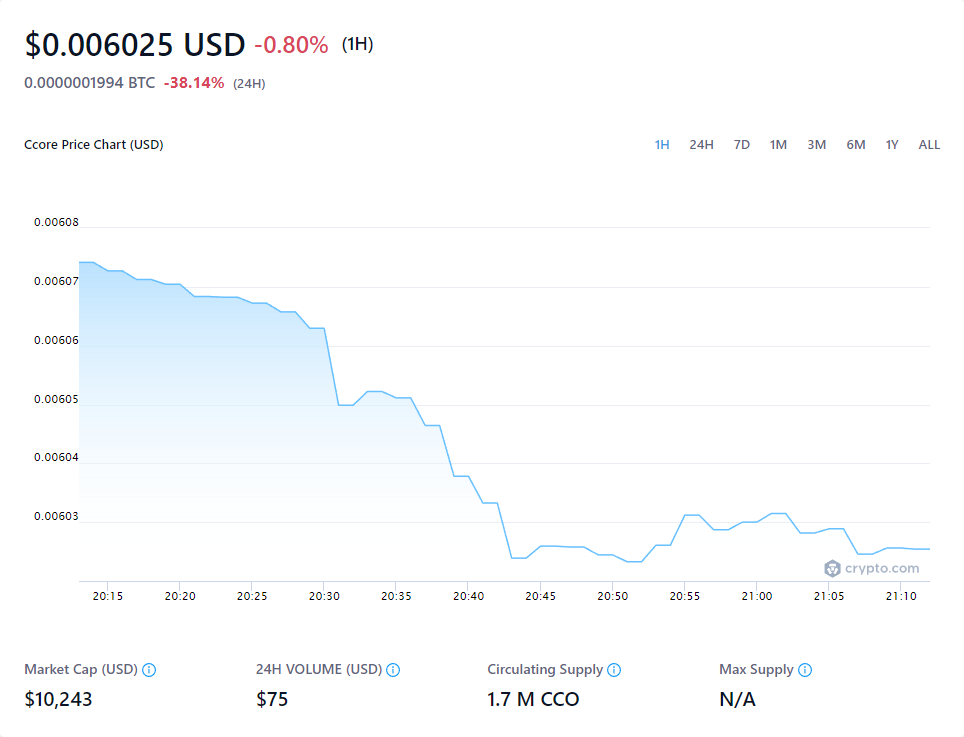 $0.006025 USD -0.80% (1H)
0.0000001994 BTC -38.14% (24H)
Ccore Price Chart (USD)
1H 24H 7D 1M 3M 6M 1Y ALL
0.00608
0.00607
0.00606
0.00605
0.00604
0.00603
crypto.com
20:15 20:20 20:25 20:30 20:35 20:40 20:45 20:50 20:55 21:00 21:05 21:10
Market Cap (USD) 24H VOLUME (USD) Circulating Supply Max Supply
$10,243 $75 1.7 M CCO N/A